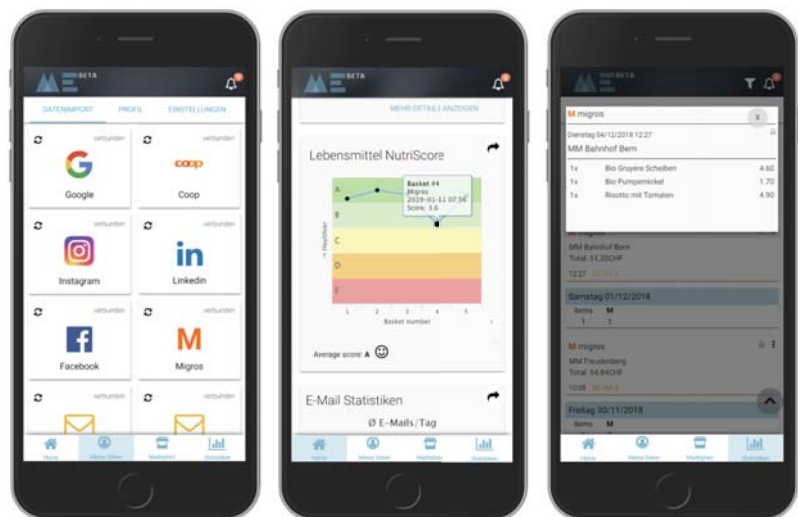 BETA
DATENIMPORT PROFIL EINSTELLUNGEN
verbunden verbunden
Google coop
Coop
verbunden verbunden
in
Instagram Linkedin
verbunden verbunden
f M
Facebook Migros
verbunden verbunden
Home Meine Daten Marktplatz Statistiken
BETA
MEHR DETAILS ANZEIGEN
Lebensmittel NutriScore
A
B
C
D
E
Basket #4
Migros
Score: 3.6
→ Healthier
1 2 3 4 5
Basket number
Average score: A
E-Mail Statistiken
Ø E-Mails/Tag
Home Meine Daten Marktplatz Statistiken
BETA
M migros x
Dienstag 04/12/2018 12:27
MM Bahnhof Bern
1x Bio Gruyère Scheiben 4.60
1x Bio Pumpernickel 1.70
1x Risotto mit Tomaten 4.90
M migros
MM Bahnhof Bern
Total: 11.20CHF
12:27 DETAILS
Samstag 01/12/2018
Items M
1 1
M migros
MM Freudenberg
Total: 54.84CHF
10:08 DETAILS
Freitag 30/11/2018
Items M
Home Meine Daten Marktplatz Statistiken